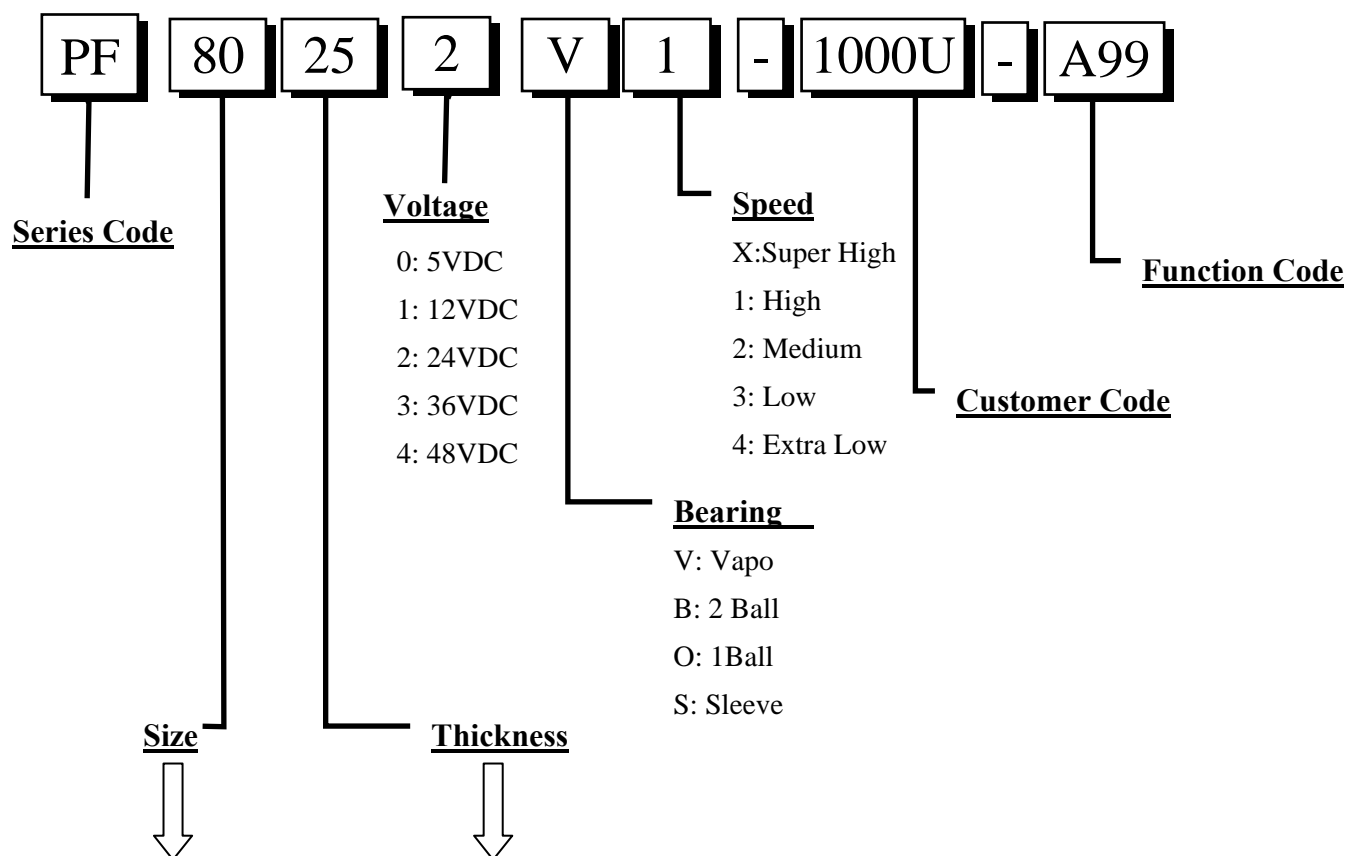 PF 80 25 2 V 1 - 1000U - A99
Series Code
Voltage
0: 5VDC
1: 12VDC
2: 24VDC
3: 36VDC
4: 48VDC
Speed
X:Super High
1: High
2: Medium
3: Low
4: Extra Low
Function Code
Customer Code
Bearing
V: Vapo
B: 2 Ball
O: 1Ball
S: Sleeve
Size
Thickness